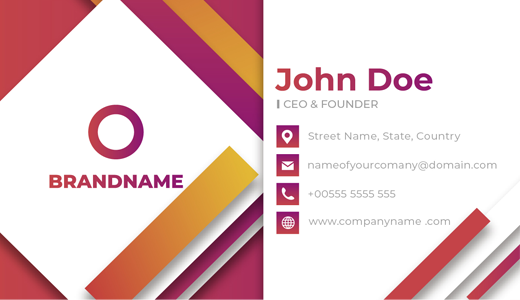 BRANDNAME
John Doe
CEO & FOUNDER
Street Name, State, Country
nameofyourcomany@domain.com
+00555 5555 555
www.companyname .com